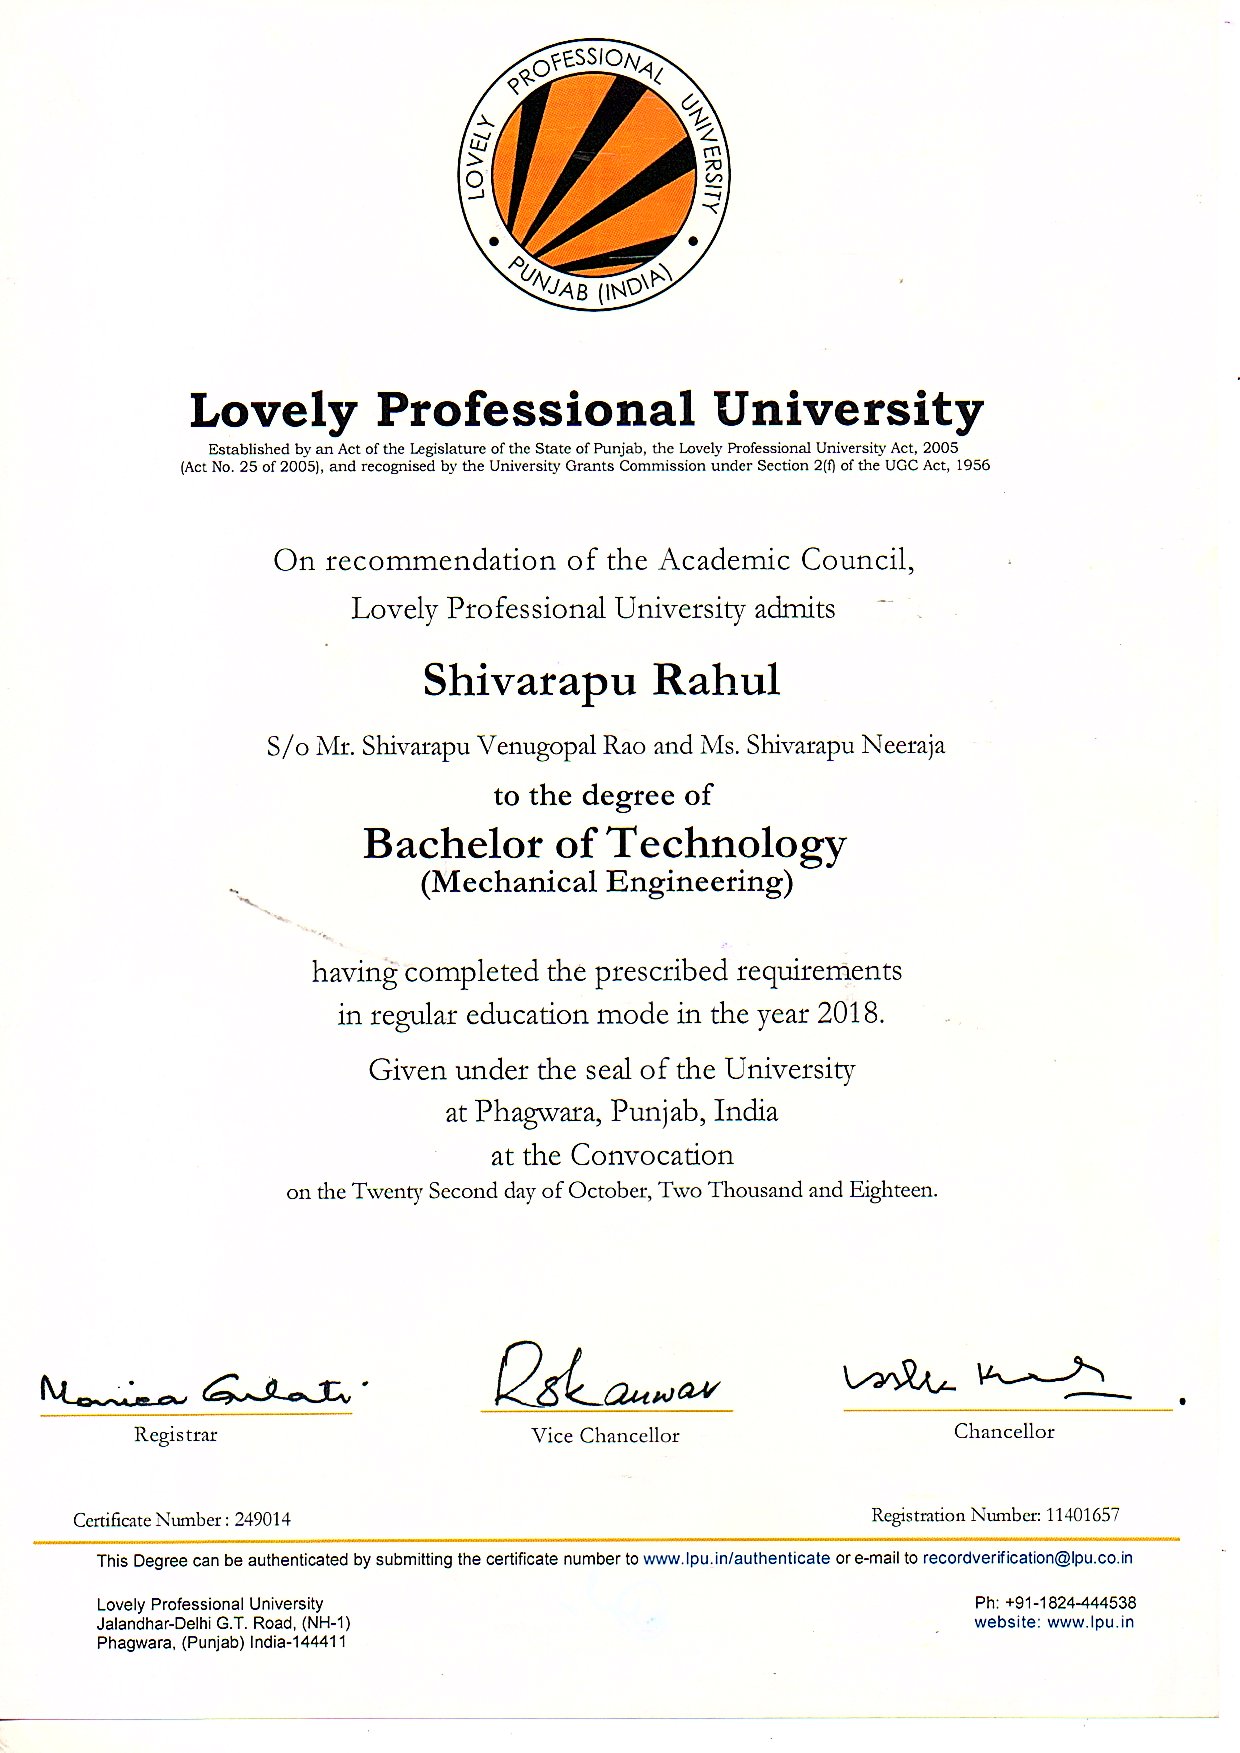 LOVELY PROFESSIONAL UNIVERSITY
PUNJAB (INDIA)
Lovely Professional University
Established by an Act of the Legislature of the State of Punjab, the Lovely Professional University Act, 2005
(Act No. 25 of 2005), and recognised by the University Grants Commission under Section 2(f) of the UGC Act, 1956
On recommendation of the Academic Council,
Lovely Professional University admits
Shivarapu Rahul
S/o Mr. Shivarapu Venugopal Rao and Ms. Shivarapu Neeraja
to the degree of
Bachelor of Technology
(Mechanical Engineering)
having completed the prescribed requirements
in regular education mode in the year 2018.
Given under the seal of the University
at Phagwara, Punjab, India
at the Convocation
on the Twenty Second day of October, Two Thousand and Eighteen.
Monica Gulati
Registrar
Vice Chancellor
Chancellor
Certificate Number : 249014
Registration Number: 11401657
This Degree can be authenticated by submitting the certificate number to www.lpu.in/authenticate or e-mail to recordverification@lpu.co.in
Lovely Professional University
Jalandhar-Delhi G.T. Road, (NH-1)
Phagwara, (Punjab) India-144411
Ph: +91-1824-444538
website: www.lpu.in